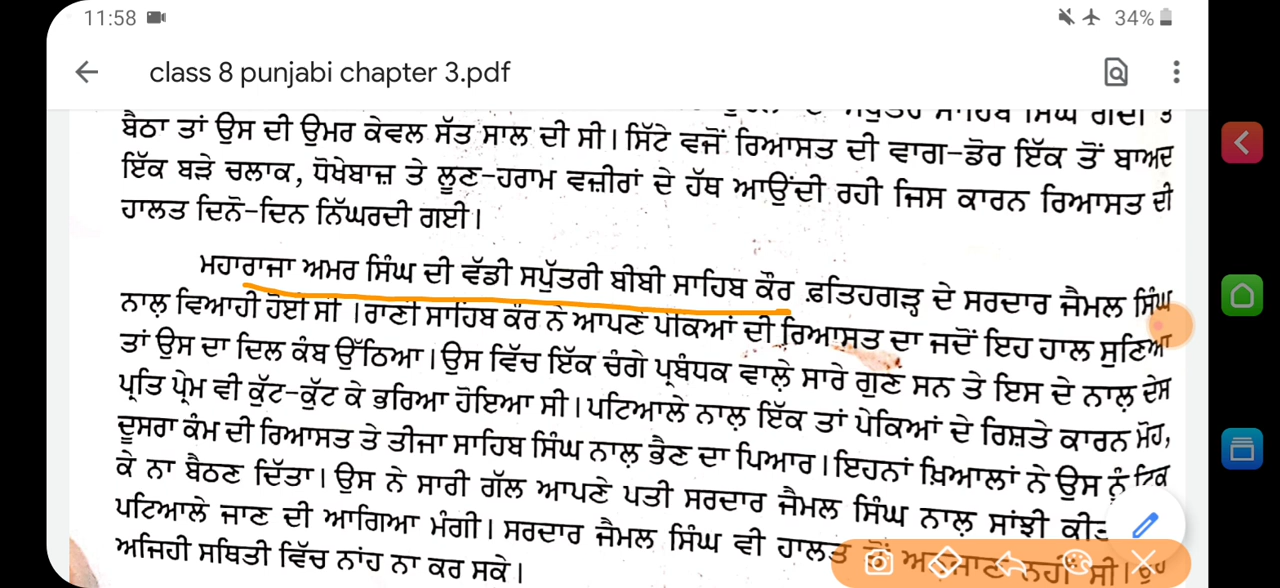 11:58
34%
class 8 punjabi chapter 3.pdf
ਸਾਹਿਬ ਸਿੰਘ ਗੱਦੀ ਤੇ
ਬੈਠਾ ਤਾਂ ਉਸ ਦੀ ਉਮਰ ਕੇਵਲ ਸੱਤ ਸਾਲ ਦੀ ਸੀ। ਸਿੱਟੇ ਵਜੋਂ ਰਿਆਸਤ ਦੀ ਵਾਗ-ਡੋਰ ਇੱਕ ਤੋਂ ਬਾਅਦ
ਇੱਕ ਬੜੇ ਚਲਾਕ, ਧੋਖੇਬਾਜ਼ ਤੇ ਲੂਣ-ਹਰਾਮ ਵਜ਼ੀਰਾਂ ਦੇ ਹੱਥ ਆਉਂਦੀ ਰਹੀ ਜਿਸ ਕਾਰਨ ਰਿਆਸਤ ਦੀ
ਹਾਲਤ ਦਿਨੋ-ਦਿਨ ਨਿੱਘਰਦੀ ਗਈ।
ਮਹਾਰਾਜਾ ਅਮਰ ਸਿੰਘ ਦੀ ਵੱਡੀ ਸਪੁੱਤਰੀ ਬੀਬੀ ਸਾਹਿਬ ਕੌਰ ਫ਼ਤਿਹਗੜ੍ਹ ਦੇ ਸਰਦਾਰ ਜੈਮਲ ਸਿੰਘ
ਨਾਲ਼ ਵਿਆਹੀ ਹੋਈ ਸੀ। ਰਾਣੀ ਸਾਹਿਬ ਕੌਰ ਨੇ ਆਪਣੇ ਪੇਕਿਆਂ ਦੀ ਰਿਆਸਤ ਦਾ ਜਦੋਂ ਇਹ ਹਾਲ ਸੁਣਿਆ
ਤਾਂ ਉਸ ਦਾ ਦਿਲ ਕੰਬ ਉੱਠਿਆ। ਉਸ ਵਿੱਚ ਇੱਕ ਚੰਗੇ ਪ੍ਰਬੰਧਕ ਵਾਲ਼ੇ ਸਾਰੇ ਗੁਣ ਸਨ ਤੇ ਇਸ ਦੇ ਨਾਲ਼ ਦੇਸ
ਪ੍ਰਤਿ ਪ੍ਰੇਮ ਵੀ ਕੁੱਟ-ਕੁੱਟ ਕੇ ਭਰਿਆ ਹੋਇਆ ਸੀ। ਪਟਿਆਲੇ ਨਾਲ਼ ਇੱਕ ਤਾਂ ਪੇਕਿਆਂ ਦੇ ਰਿਸ਼ਤੇ ਕਾਰਨ ਮੋਹ,
ਦੂਸਰਾ ਕੰਮ ਦੀ ਰਿਆਸਤ ਤੇ ਤੀਜਾ ਸਾਹਿਬ ਸਿੰਘ ਨਾਲ਼ ਭੈਣ ਦਾ ਪਿਆਰ। ਇਹਨਾਂ ਖ਼ਿਆਲਾਂ ਨੇ ਉਸ ਨੂੰ ਟਿਕ
ਕੇ ਨਾ ਬੈਠਣ ਦਿੱਤਾ। ਉਸ ਨੇ ਸਾਰੀ ਗੱਲ ਆਪਣੇ ਪਤੀ ਸਰਦਾਰ ਜੈਮਲ ਸਿੰਘ ਨਾਲ਼ ਸਾਂਝੀ
ਪਟਿਆਲੇ ਜਾਣ ਦੀ ਆਗਿਆ ਮੰਗੀ। ਸਰਦਾਰ ਜੈਮਲ ਸਿੰਘ ਵੀ ਹਾਲਤ ਤੋਂ ਅਣਜਾਣ ਨਹੀਂ ਸੀ।
ਅਜਿਹੀ ਸਥਿਤੀ ਵਿੱਚ ਨਾਂਹ ਨਾ ਕਰ ਸਕੇ।